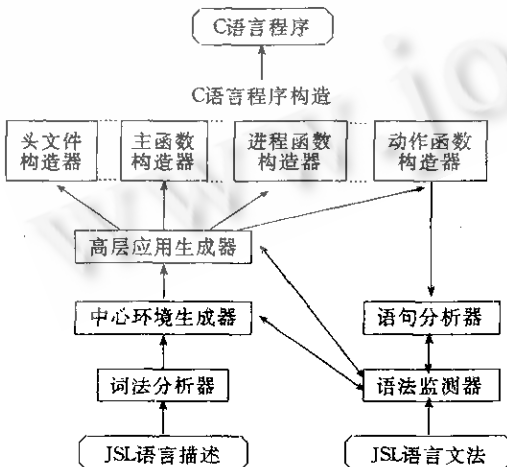 C语言程序
C语言程序构造
头文件 主函数 进程函数 动作函数
构造器 构造器 构造器 构造器
高层应用生成器
中心环境生成器 语句分析器
词法分析器 语法监测器
JSL语言描述 JSL语言文法